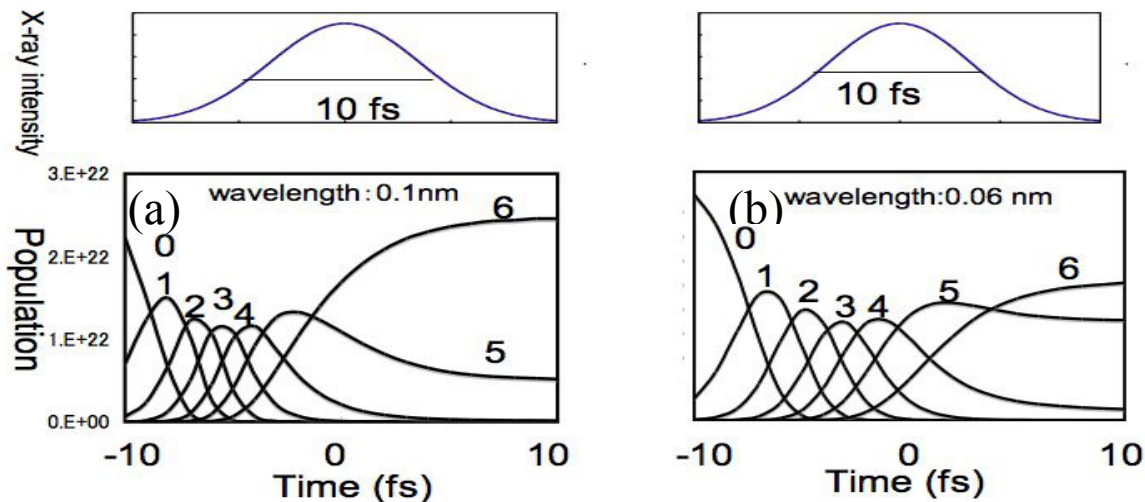 X-ray intensity
10 fs
10 fs
Population
3.E+22
2.E+22
1.E+22
0.E+00
(a)
wavelength:0.1nm
0
1
2
3
4
5
6
-10
0
10
Time (fs)
(b)
wavelength:0.06 nm
0
1
2
3
4
5
6
-10
0
10
Time (fs)